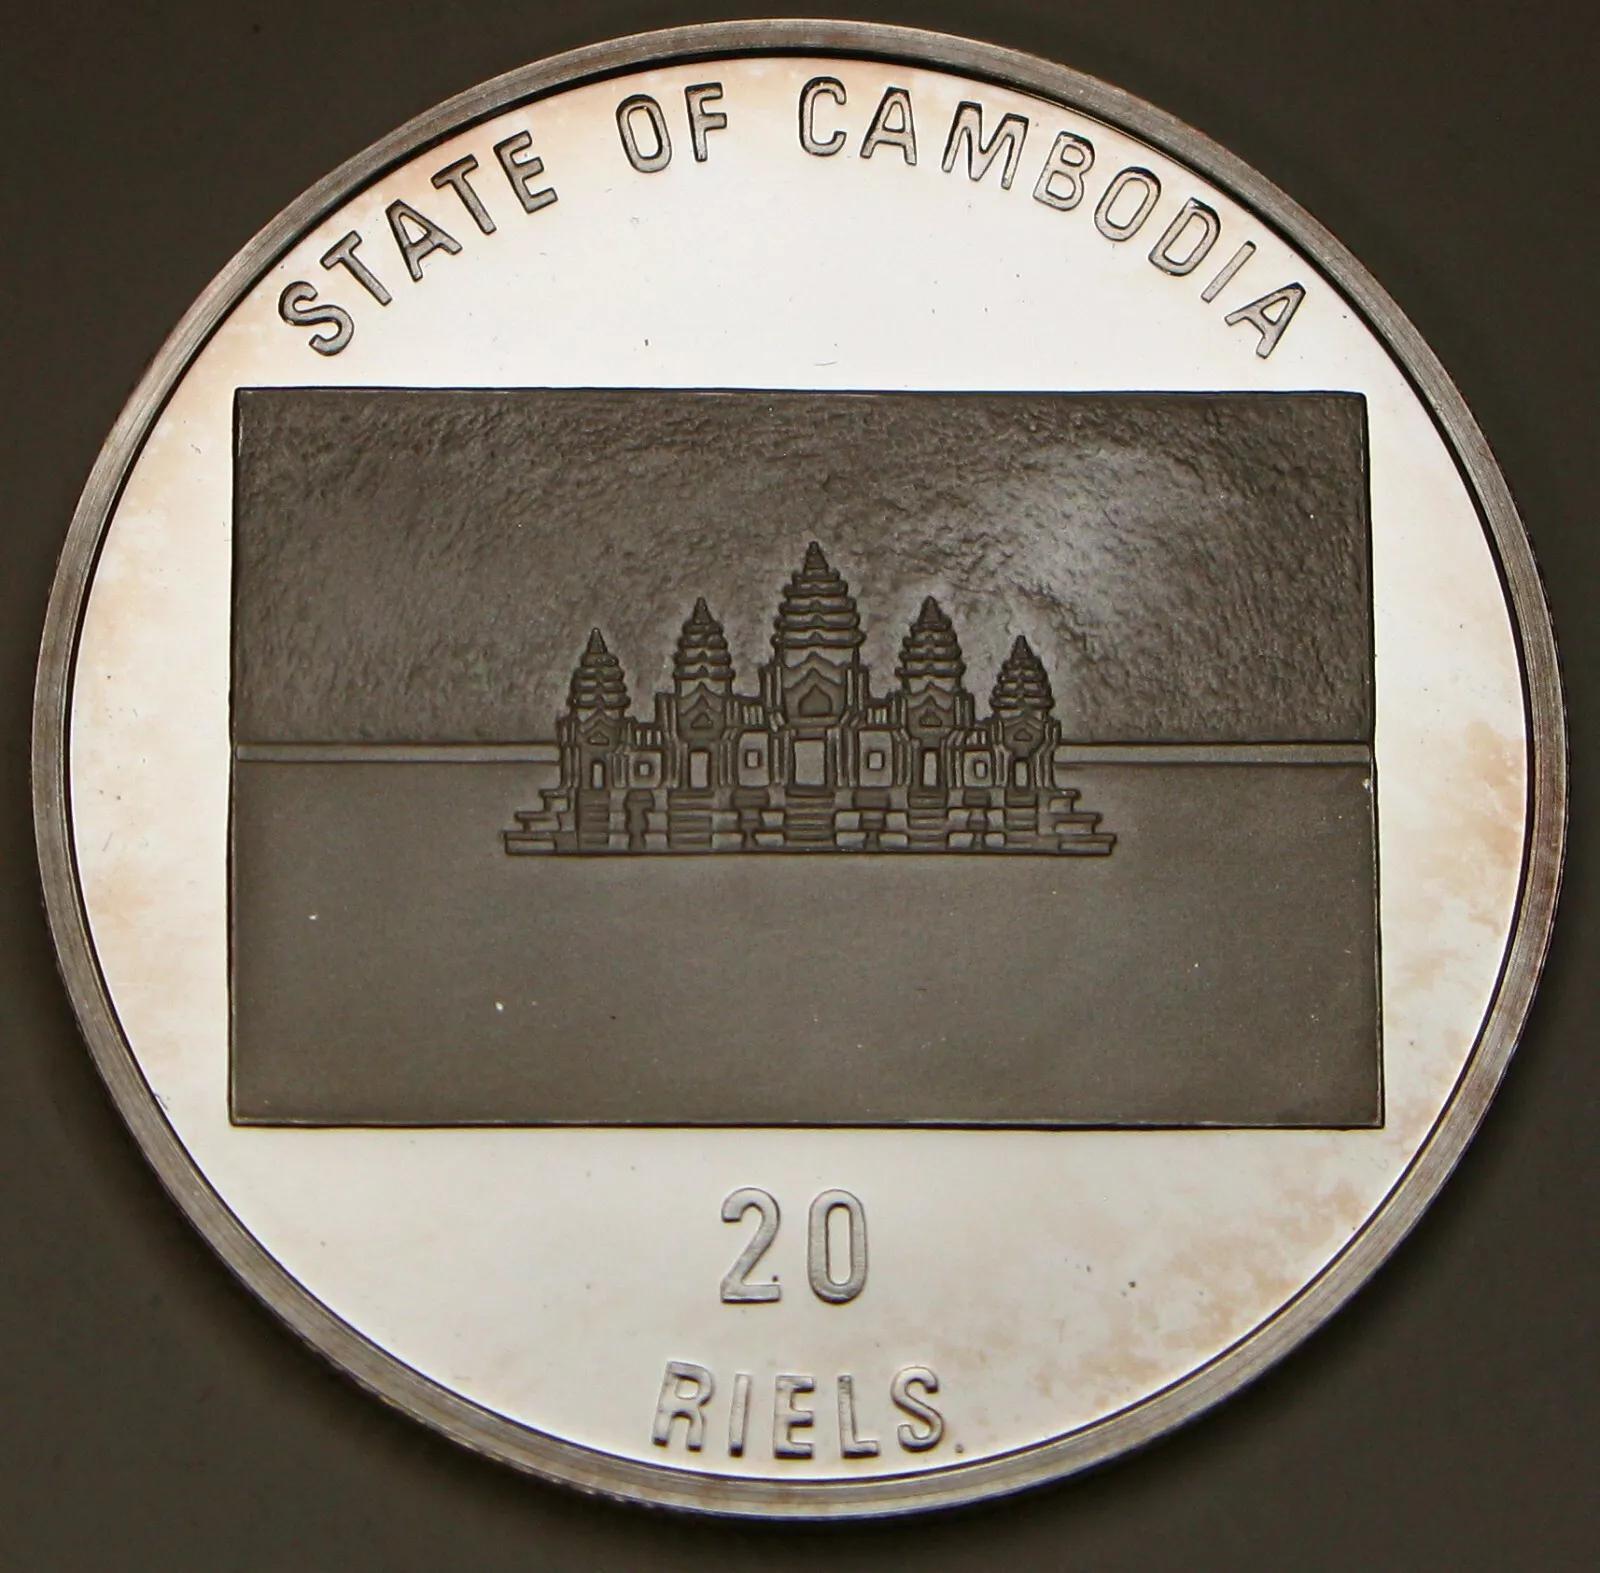 STATE OF CAMBODIA
20
RIELS